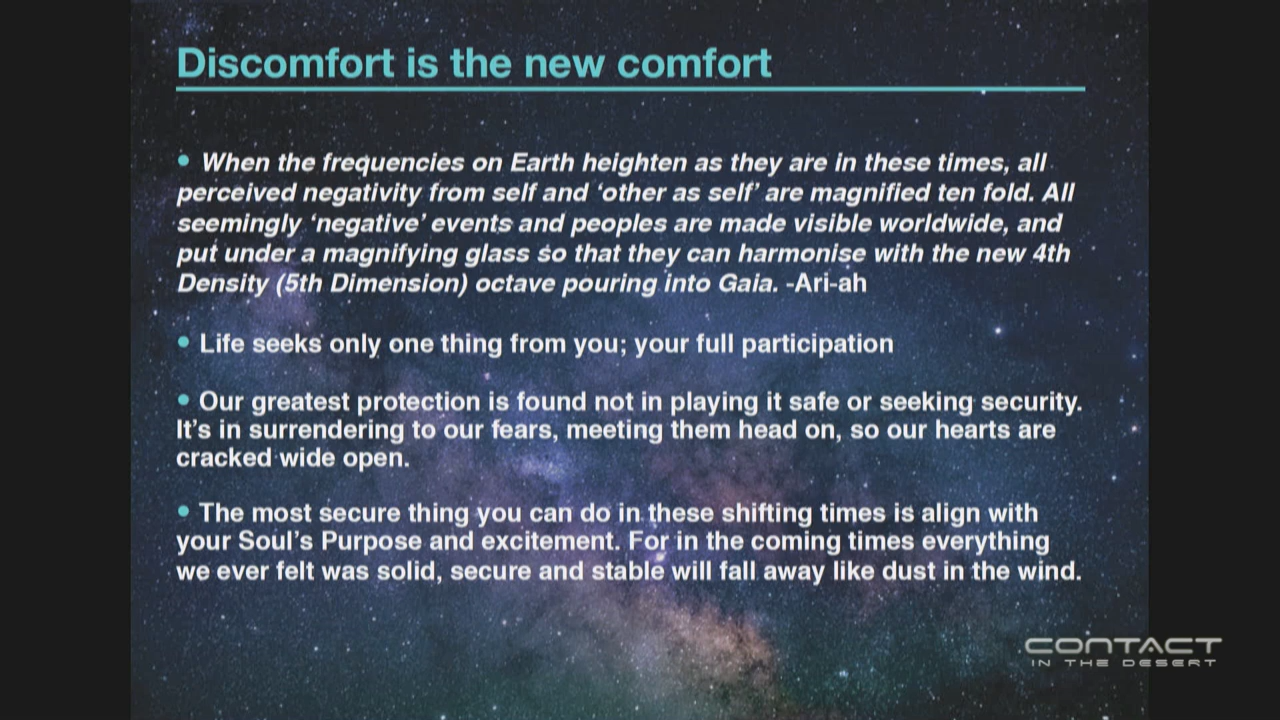 Discomfort is the new comfort
• When the frequencies on Earth heighten as they are in these times, all
perceived negativity from self and ‘other as self’ are magnified ten fold. All
seemingly ‘negative’ events and peoples are made visible worldwide, and
put under a magnifying glass so that they can harmonise with the new 4th
Density (5th Dimension) octave pouring into Gaia. -Ari-ah
• Life seeks only one thing from you; your full participation
• Our greatest protection is found not in playing it safe or seeking security.
It’s in surrendering to our fears, meeting them head on, so our hearts are
cracked wide open.
• The most secure thing you can do in these shifting times is align with
your Soul’s Purpose and excitement. For in the coming times everything
we ever felt was solid, secure and stable will fall away like dust in the wind.
CONTACT
IN THE DESERT